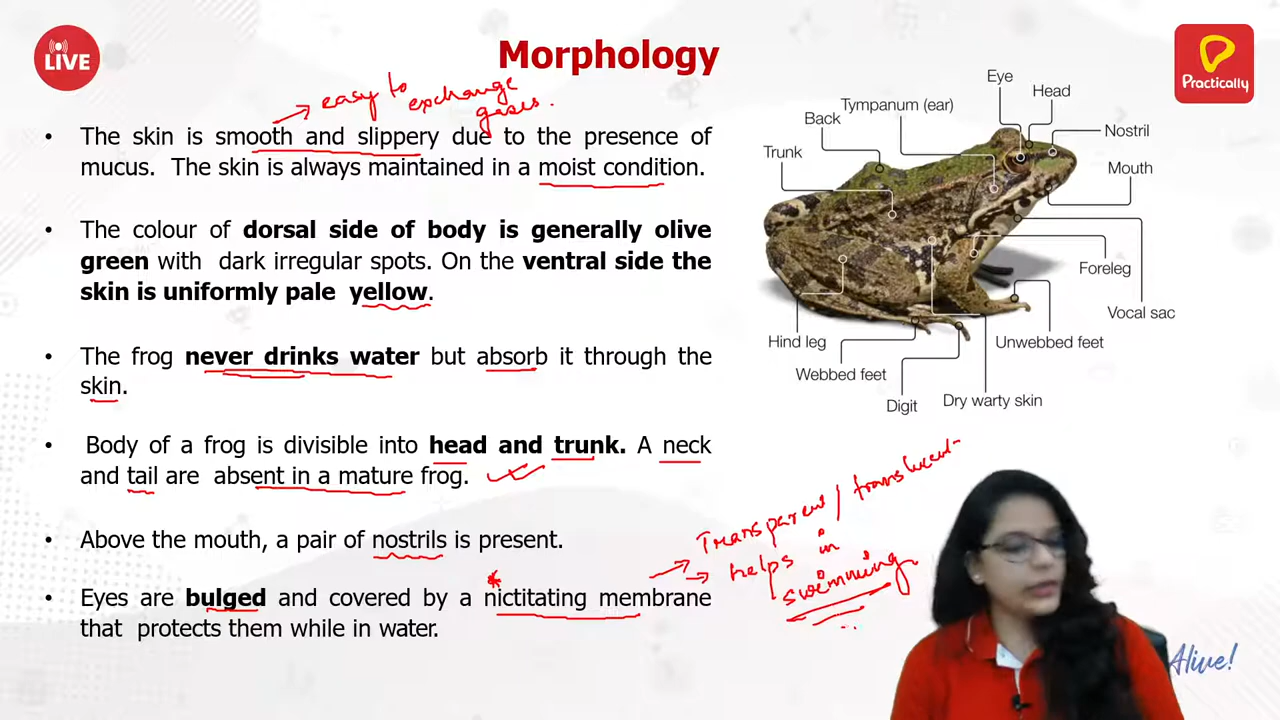 LIVE
Morphology
Practically
easy to
exchange
gases.
• The skin is smooth and slippery due to the presence of
mucus. The skin is always maintained in a moist condition.
• The colour of dorsal side of body is generally olive
green with dark irregular spots. On the ventral side the
skin is uniformly pale yellow.
• The frog never drinks water but absorb it through the
skin.
• Body of a frog is divisible into head and trunk. A neck
and tail are absent in a mature frog.
• Above the mouth, a pair of nostrils is present.
• Eyes are bulged and covered by a nictitating membrane
that protects them while in water.
Eye
Head
Tympanum (ear)
Back
Nostril
Trunk
Mouth
Foreleg
Vocal sac
Hind leg
Unwebbed feet
Webbed feet
Digit
Dry warty skin
Transparent / translucent
helps in
swimming.
Alive!